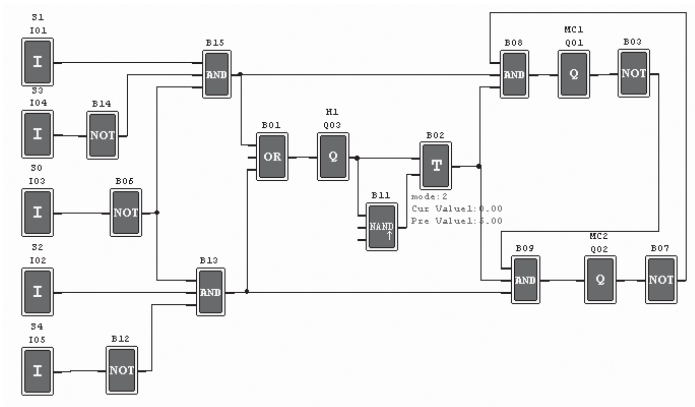 S1
I01
I
S3
I04
I
B14
NOT
S0
I03
I
B06
NOT
S2
I02
I
S4
I05
I
B12
NOT
B15
AND
B13
AND
B01
OR
H1
Q03
Q
B11
NAND
↑
B02
T
mode:2
Cur Value1:0.00
Pre Value1:5.00
B08
AND
MC1
Q01
Q
B03
NOT
B09
AND
MC2
Q02
Q
B07
NOT